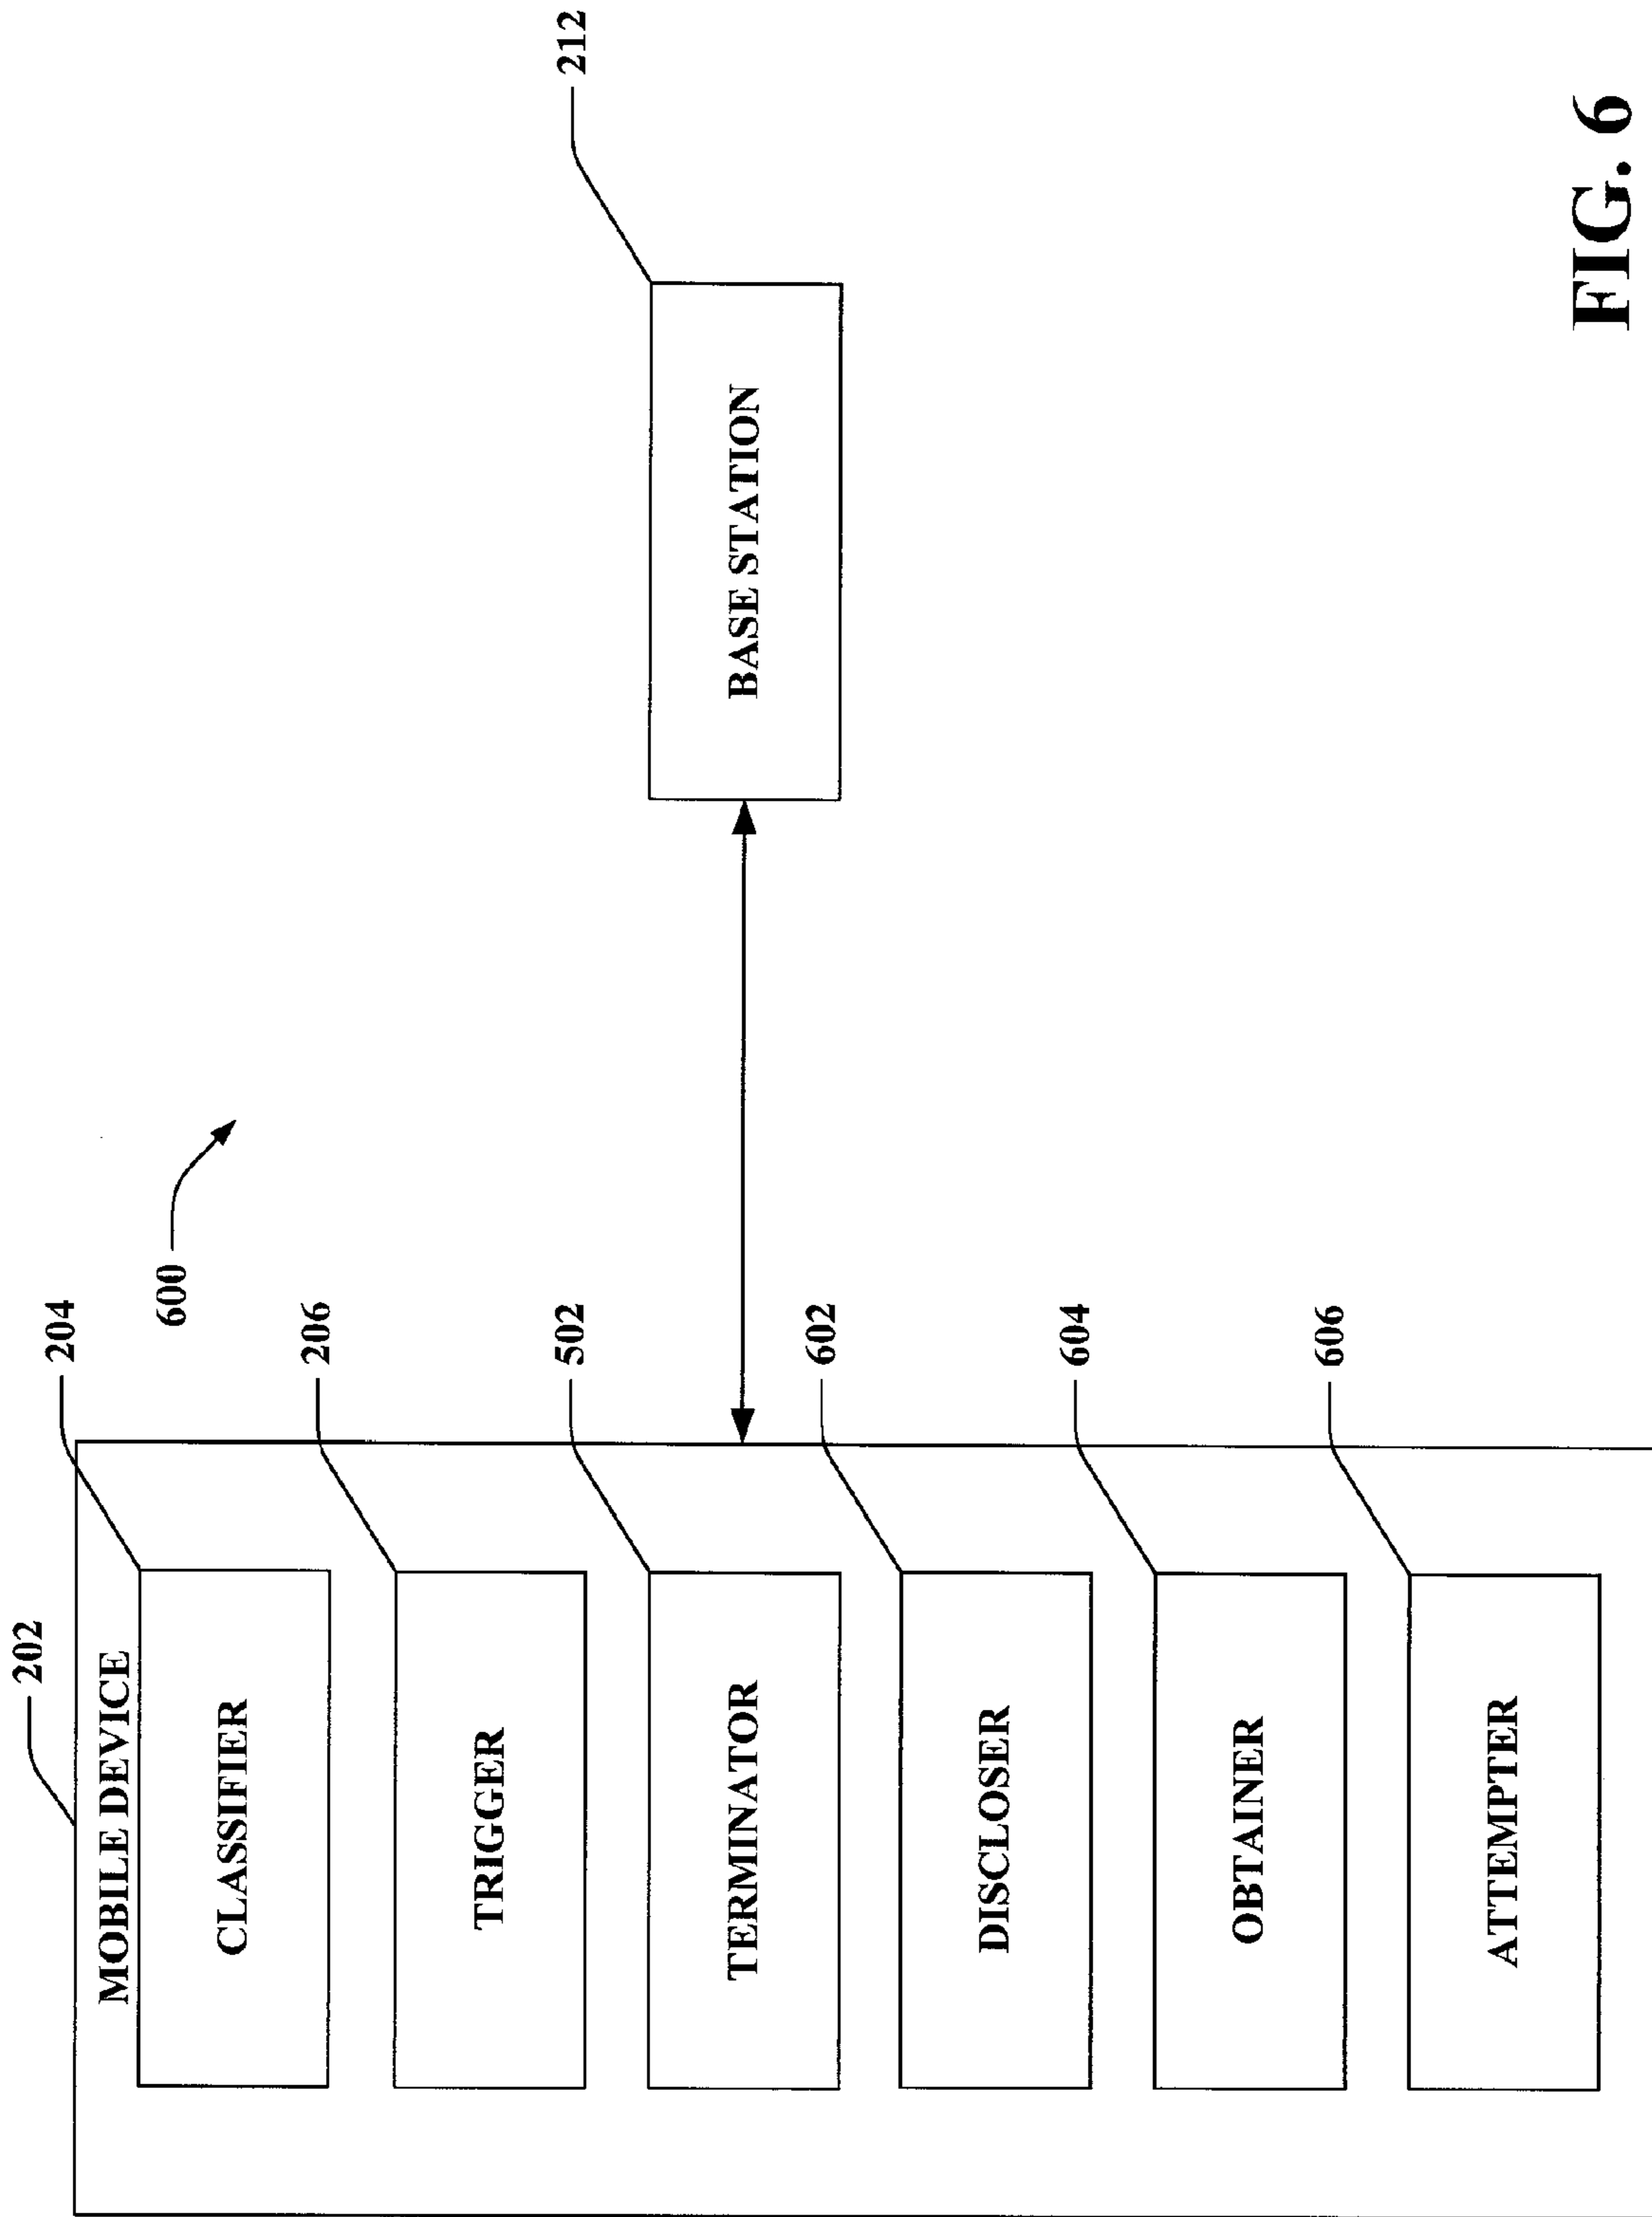 202
204
600
MOBILE DEVICE
CLASSIFIER
206
TRIGGER
502
212
TERMINATOR
BASE STATION
602
DISCLOSER
604
OBTAINER
606
ATTEMPTER
FIG. 6